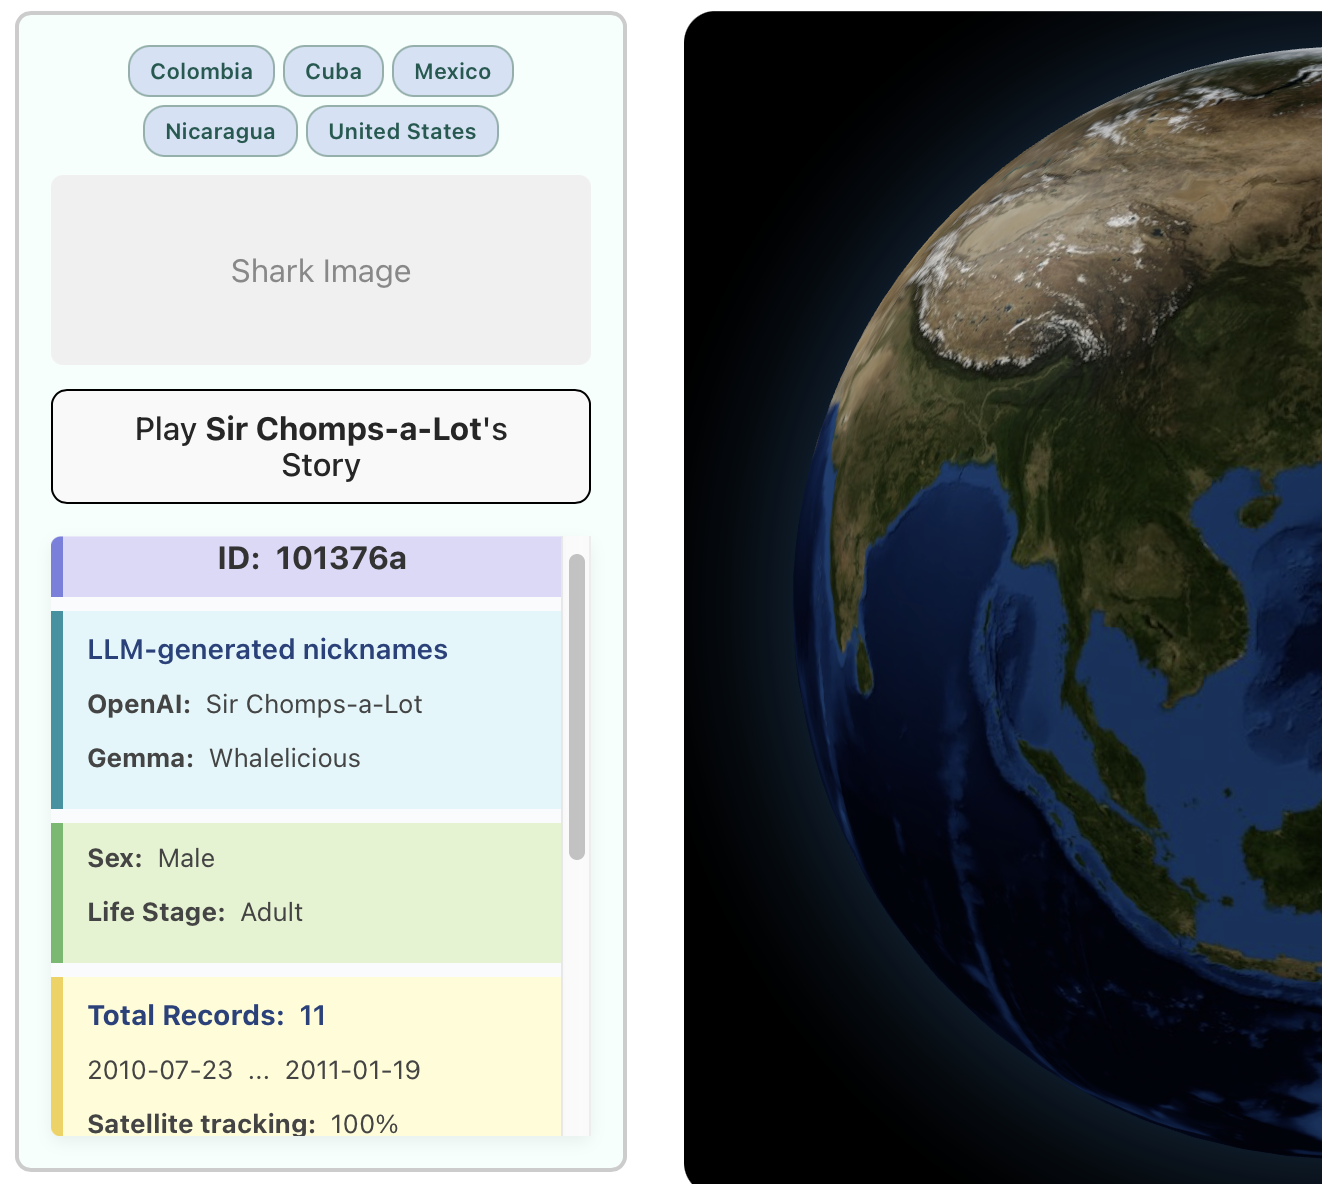 Colombia Cuba Mexico
Nicaragua United States
Shark Image
Play Sir Chomps-a-Lot's
Story
ID: 101376a
LLM-generated nicknames
OpenAI: Sir Chomps-a-Lot
Gemma: Whalelicious
Sex: Male
Life Stage: Adult
Total Records: 11
2010-07-23 ... 2011-01-19
Satellite tracking: 100%